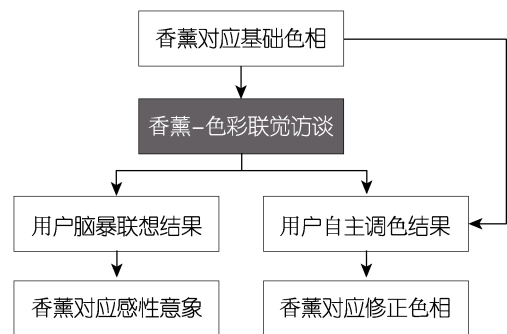 香薰对应基础色相
香薰-色彩联觉访谈
用户脑暴联想结果
用户自主调色结果
香薰对应感性意象
香薰对应修正色相